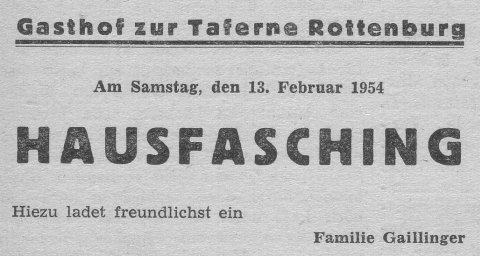 Gasthof zur Taferne Rottenburg
Am Samstag, den 13. Februar 1954
HAUSFASCHING
Hiezu ladet freundlichst ein
Familie Gaillinger